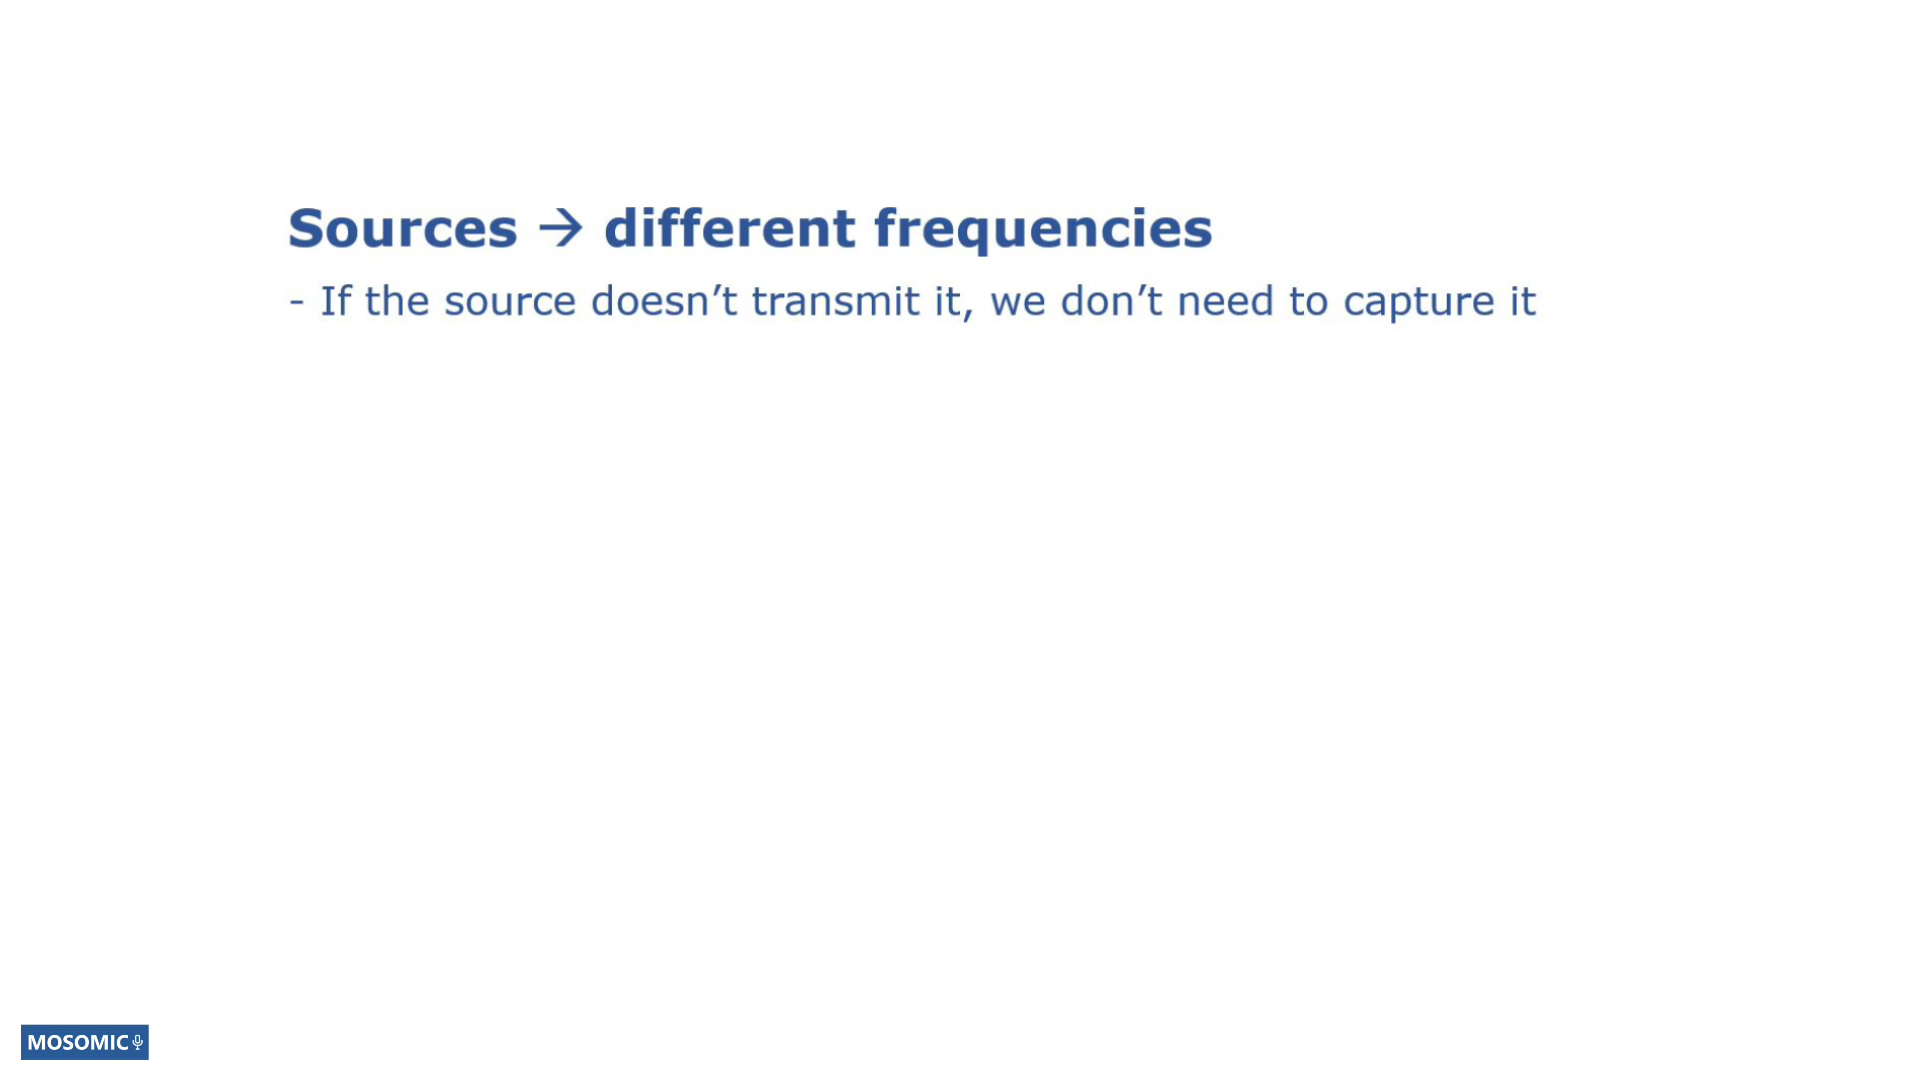 Sources → different frequencies
- If the source doesn’t transmit it, we don’t need to capture it
MOSOMIC